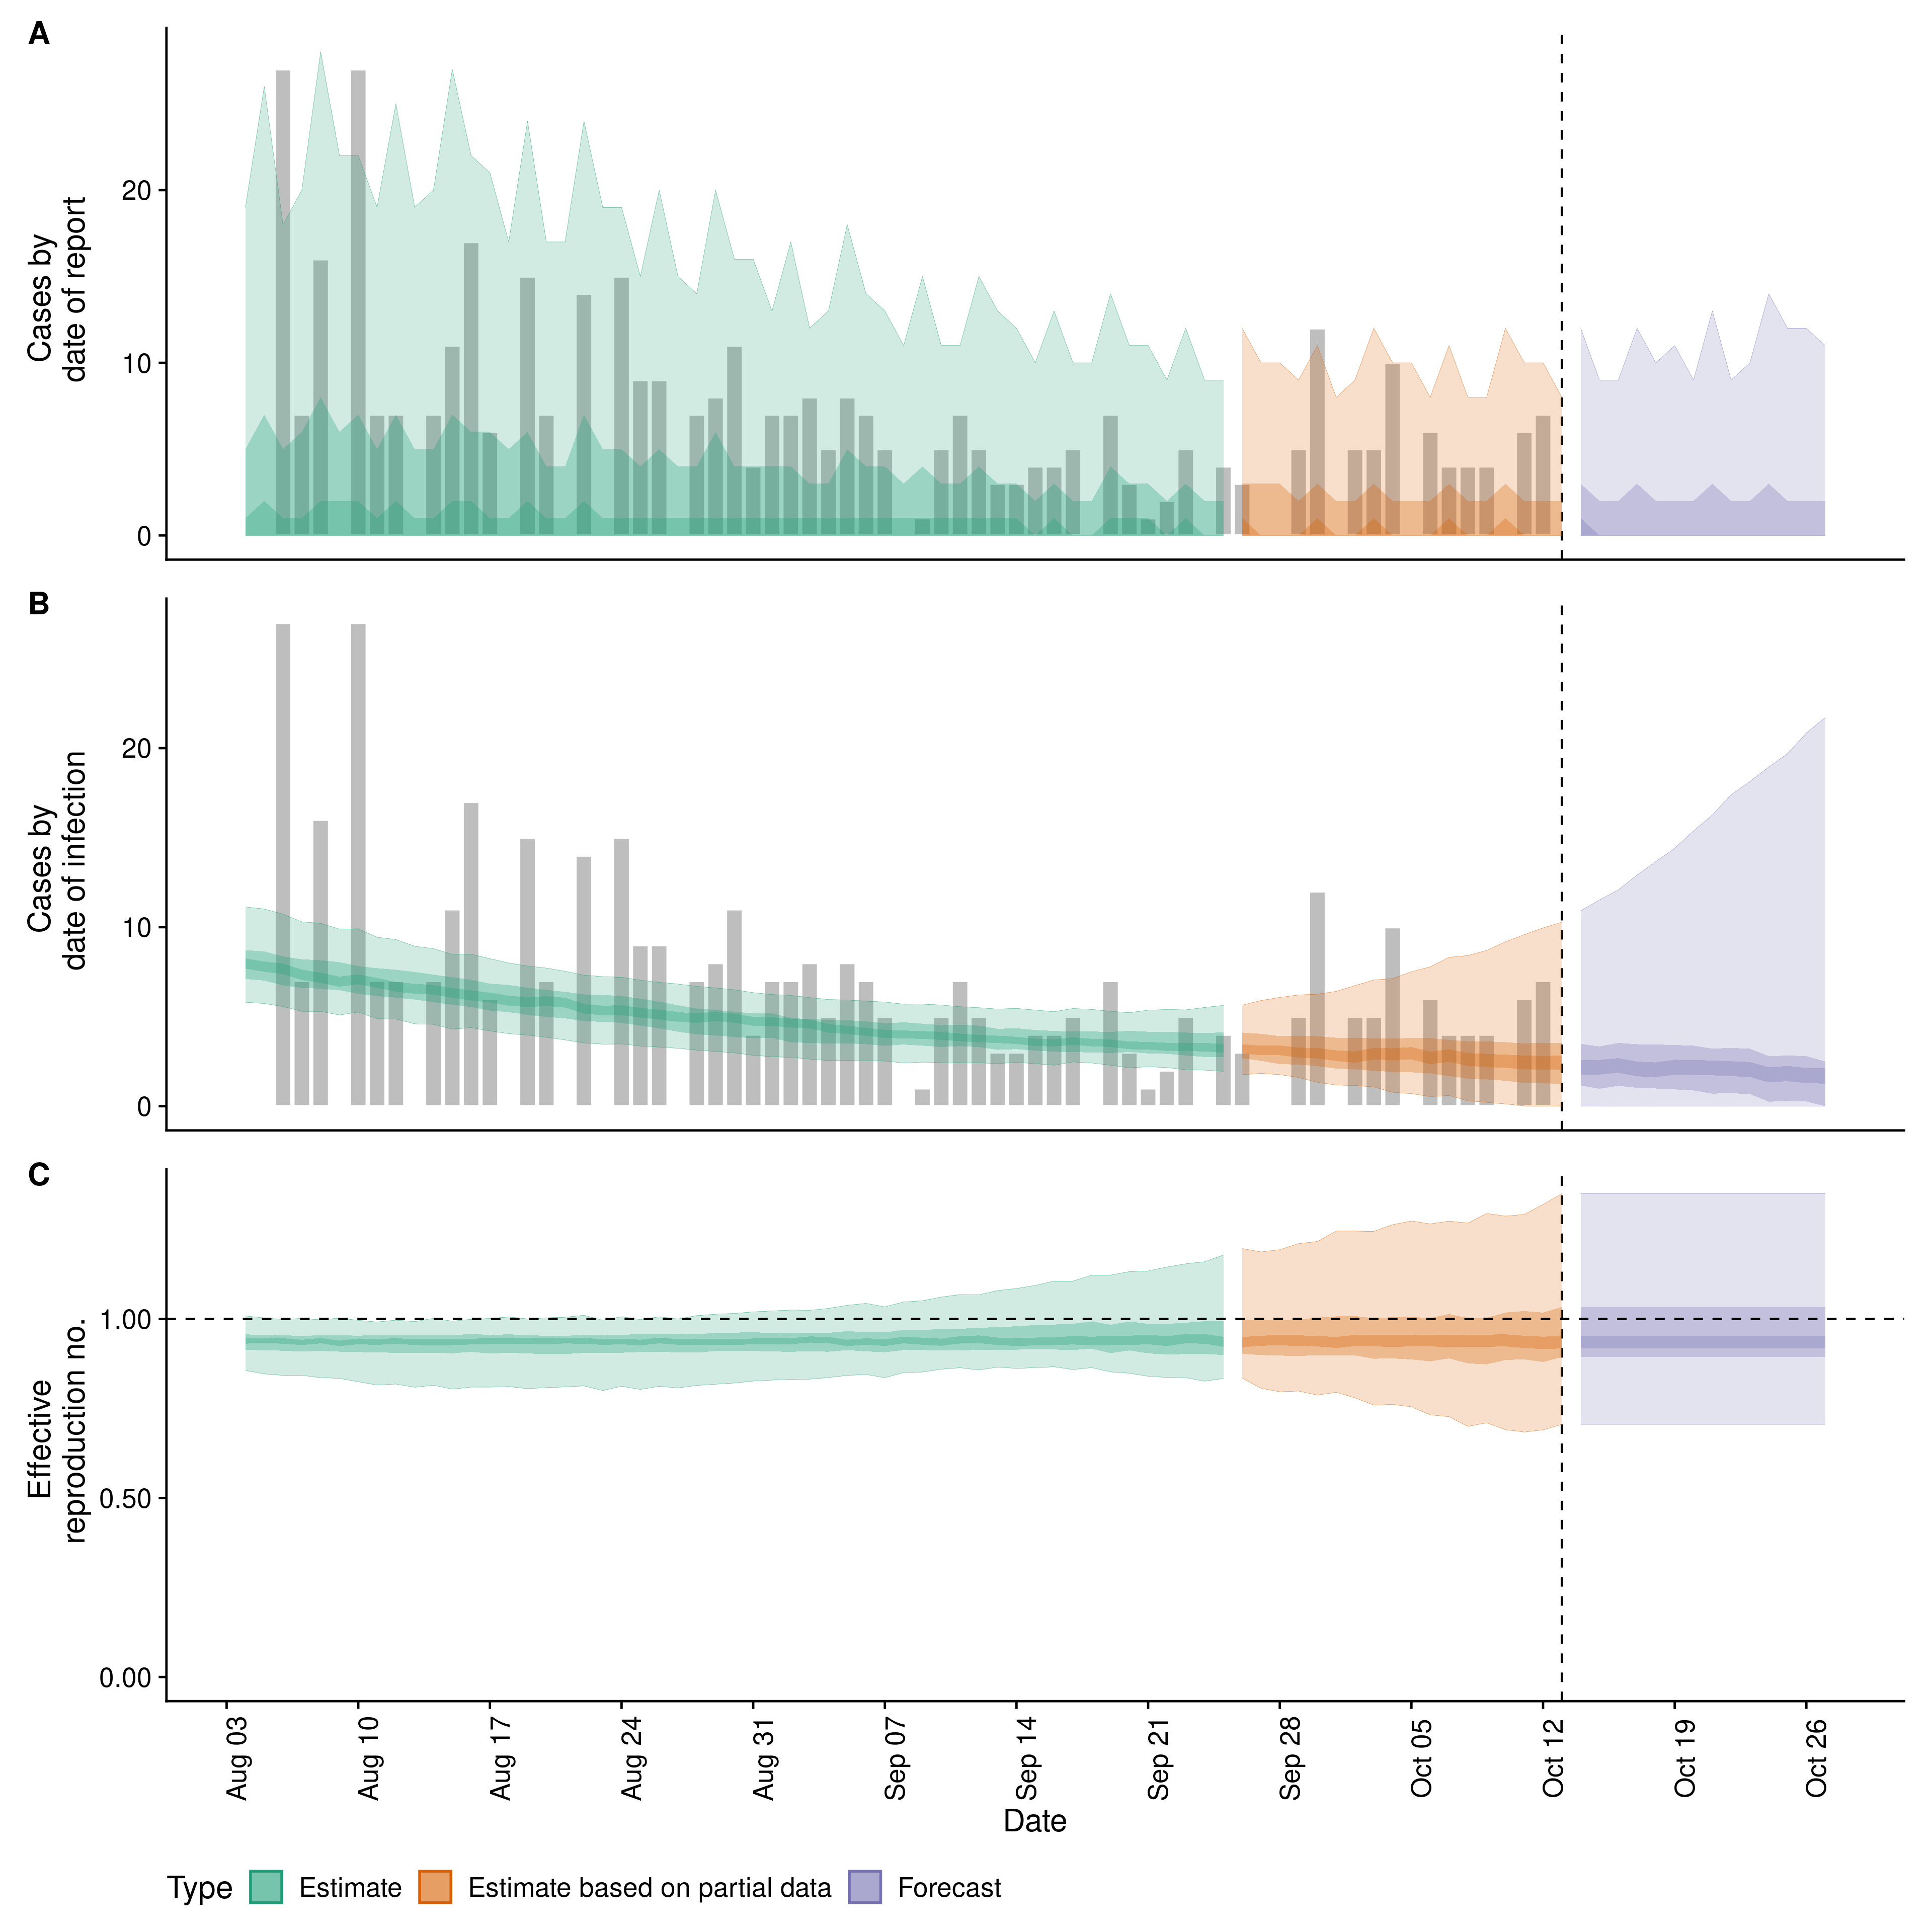 A
Cases by
date of report
20
10
0
B
Cases by
date of infection
20
10
0
C
Effective
reproduction no.
1.00
0.50
0.00
Aug 03
Aug 10
Aug 17
Aug 24
Aug 31
Sep 07
Sep 14
Sep 21
Sep 28
Oct 05
Oct 12
Oct 19
Oct 26
Date
Type Estimate Estimate based on partial data Forecast